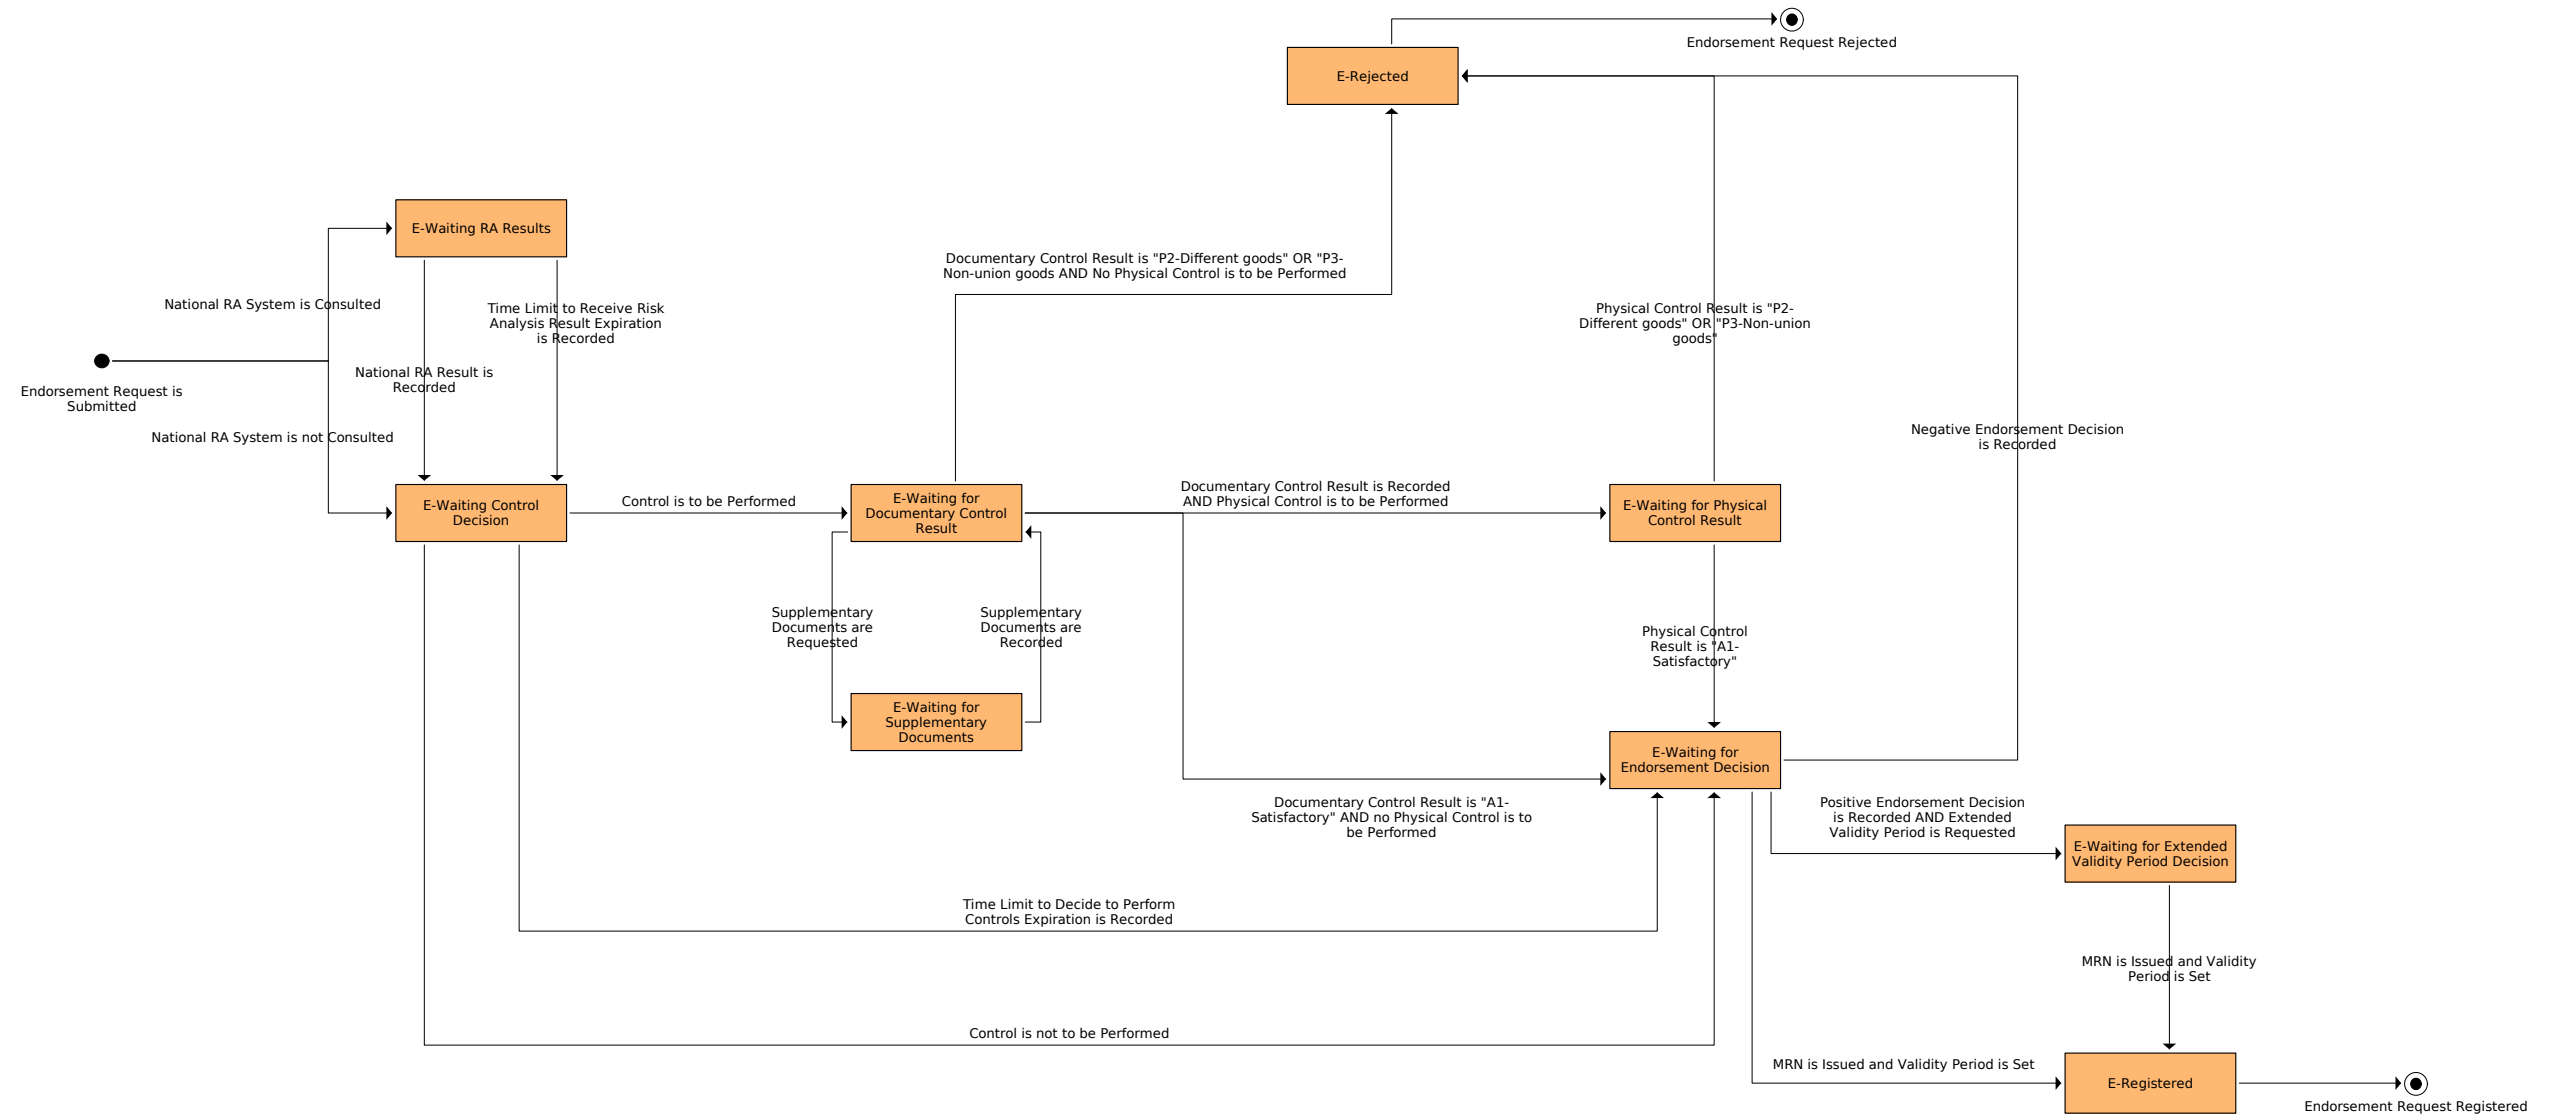 Endorsement Request Rejected
E-Rejected
E-Waiting RA Results
Documentary Control Result is "P2-Different goods" OR "P3-
Non-union goods AND No Physical Control is to be Performed
National RA System is Consulted
Time Limit to Receive Risk
Analysis Result Expiration
is Recorded
Physical Control Result is "P2-
Different goods" OR "P3-Non-union
goods"
National RA Result is
Recorded
Endorsement Request is
Submitted
National RA System is not Consulted
Negative Endorsement Decision
is Recorded
E-Waiting Control
Decision
Control is to be Performed
E-Waiting for
Documentary Control
Result
Documentary Control Result is Recorded
AND Physical Control is to be Performed
E-Waiting for Physical
Control Result
Supplementary
Documents are
Requested
Supplementary
Documents are
Recorded
Physical Control
Result is "A1-
Satisfactory"
E-Waiting for
Supplementary
Documents
E-Waiting for
Endorsement Decision
Documentary Control Result is "A1-
Satisfactory" AND no Physical Control is to
be Performed
Positive Endorsement Decision
is Recorded AND Extended
Validity Period is Requested
E-Waiting for Extended
Validity Period Decision
Time Limit to Decide to Perform
Controls Expiration is Recorded
MRN is Issued and Validity
Period is Set
Control is not to be Performed
MRN is Issued and Validity Period is Set
E-Registered
Endorsement Request Registered